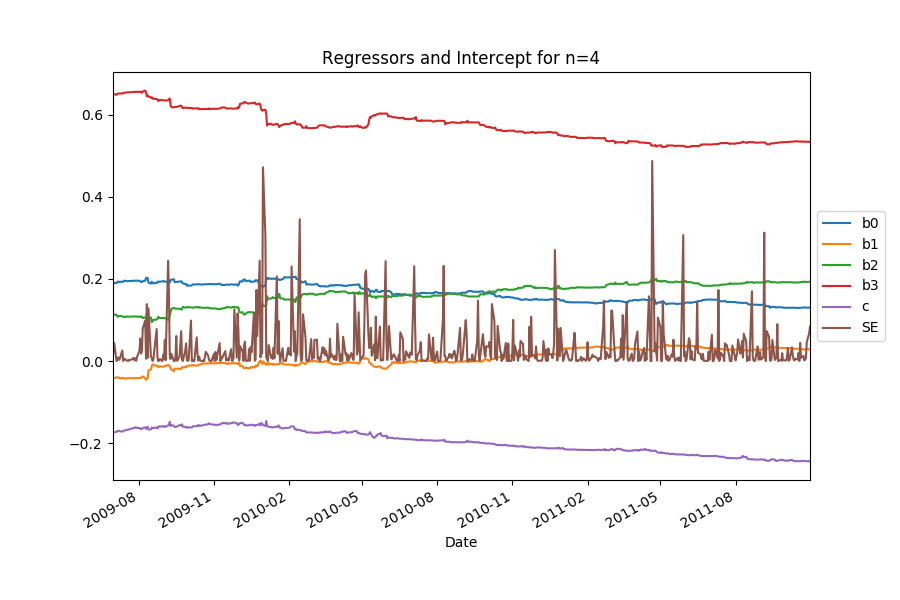 Regressors and Intercept for n=4
0.6
0.4
0.2
0.0
−0.2
2009-08
2009-11
2010-02
2010-05
2010-08
2010-11
2011-02
2011-05
2011-08
Date
b0
b1
b2
b3
c
SE